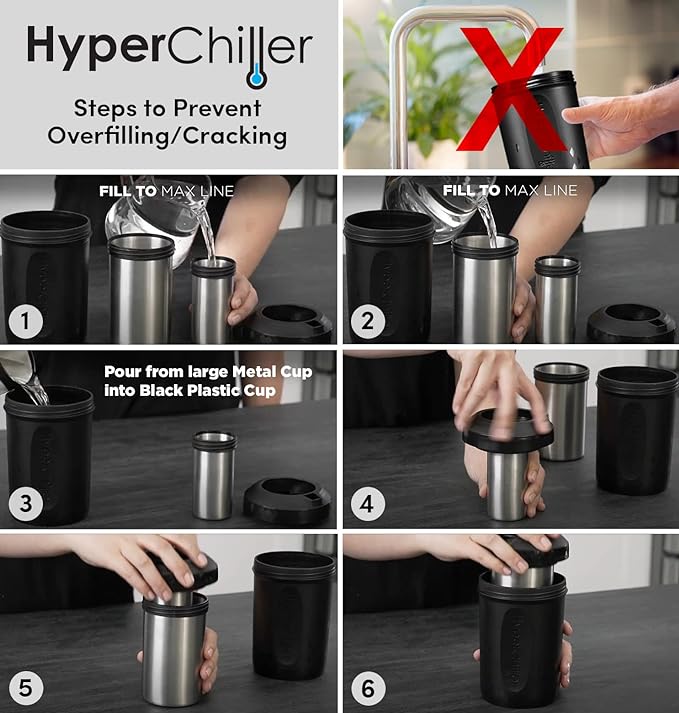 HyperChiller
Steps to Prevent
Overfilling/Cracking
X
FILL TO MAX LINE
1
FILL TO MAX LINE
2
Pour from large Metal Cup
into Black Plastic Cup
3
4
5
6